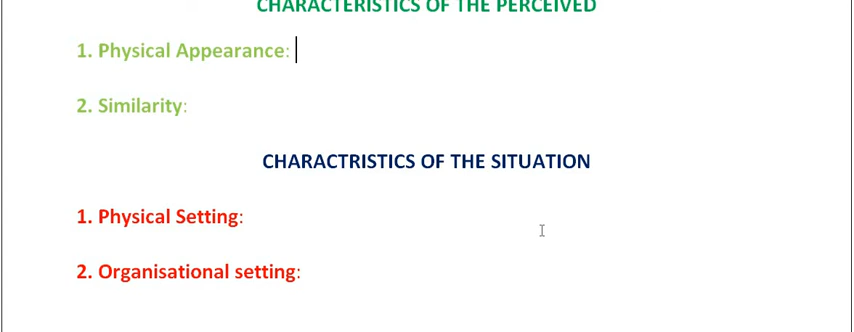 CHARACTERISTICS OF THE PERCEIVED
1. Physical Appearance:
2. Similarity:
CHARACTRISTICS OF THE SITUATION
1. Physical Setting:
2. Organisational setting: